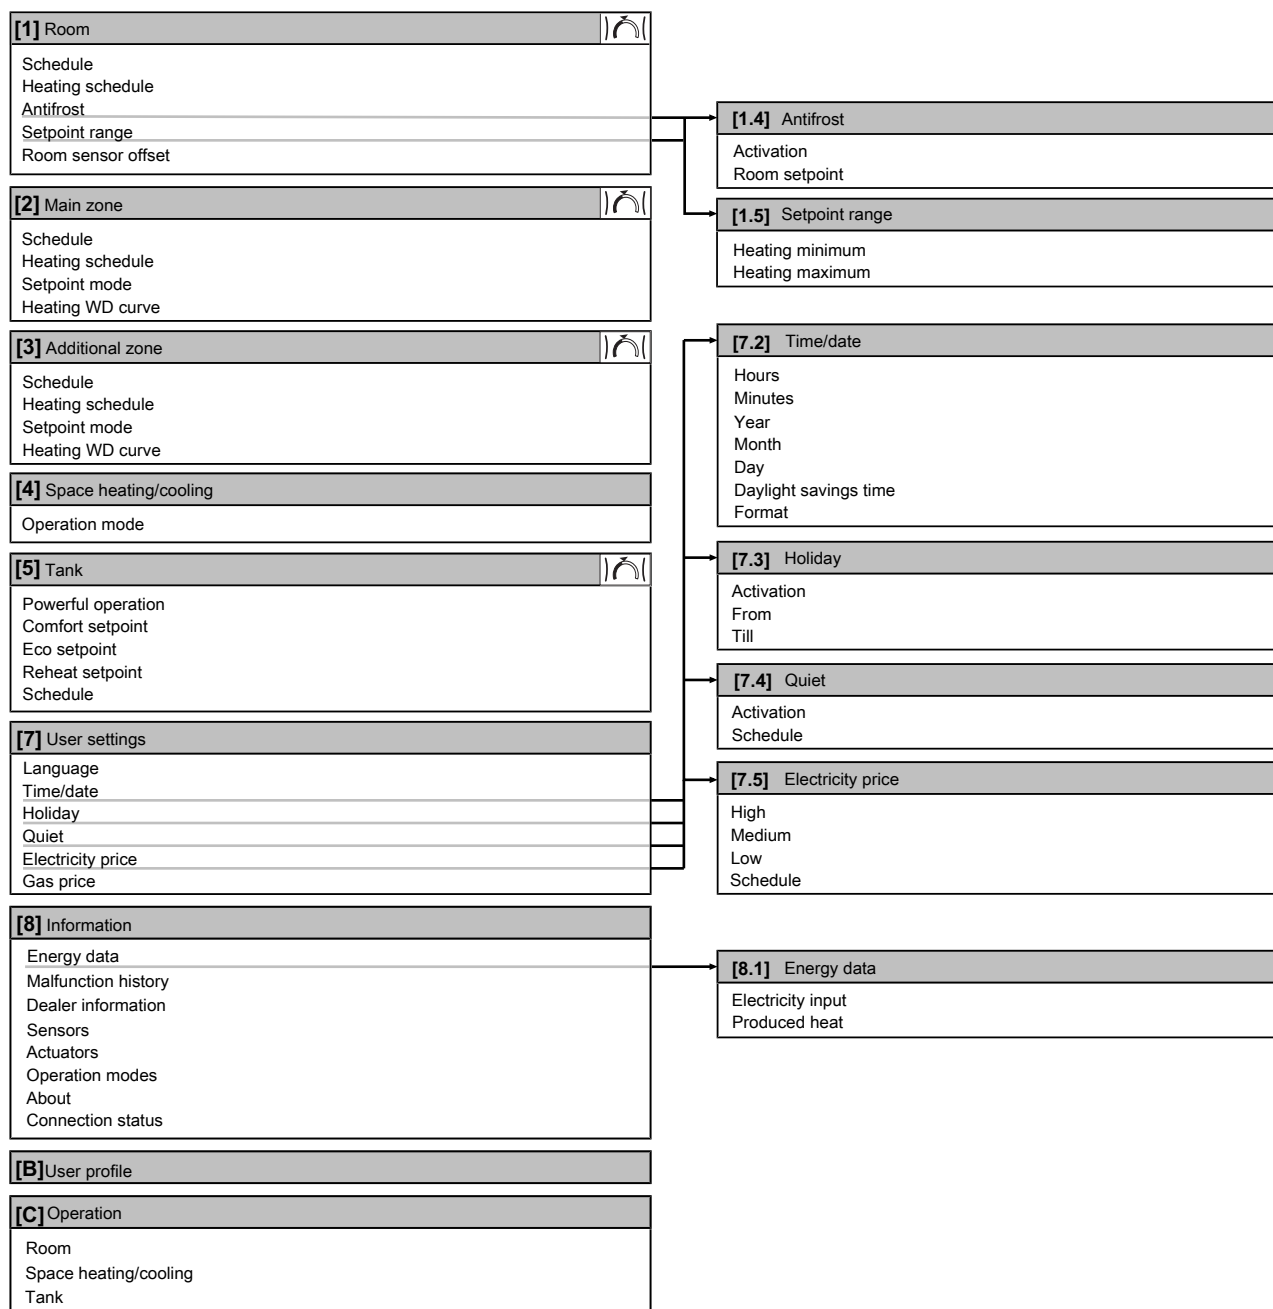 [1] Room
Schedule
Heating schedule
Antifrost
Setpoint range
Room sensor offset
[2] Main zone
Schedule
Heating schedule
Setpoint mode
Heating WD curve
[3] Additional zone
Schedule
Heating schedule
Setpoint mode
Heating WD curve
[4] Space heating/cooling
Operation mode
[5] Tank
Powerful operation
Comfort setpoint
Eco setpoint
Reheat setpoint
Schedule
[7] User settings
Language
Time/date
Holiday
Quiet
Electricity price
Gas price
[8] Information
Energy data
Malfunction history
Dealer information
Sensors
Actuators
Operation modes
About
Connection status
[B] User profile
[C] Operation
Room
Space heating/cooling
Tank
[1.4] Antifrost
Activation
Room setpoint
[1.5] Setpoint range
Heating minimum
Heating maximum
[7.2] Time/date
Hours
Minutes
Year
Month
Day
Daylight savings time
Format
[7.3] Holiday
Activation
From
Till
[7.4] Quiet
Activation
Schedule
[7.5] Electricity price
High
Medium
Low
Schedule
[8.1] Energy data
Electricity input
Produced heat